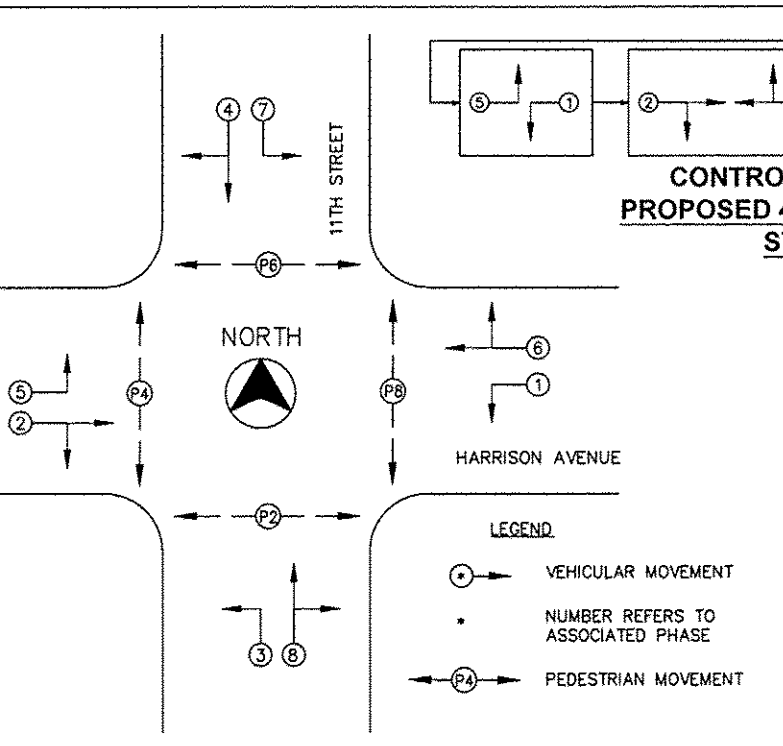 4
7
11TH STREET
5
1
2
CONTRO
PROPOSED 4
S
P6
NORTH
6
5
P4
P8
1
2
HARRISON AVENUE
P2
LEGEND
* VEHICULAR MOVEMENT
* NUMBER REFERS TO
ASSOCIATED PHASE
3
8
P4 PEDESTRIAN MOVEMENT